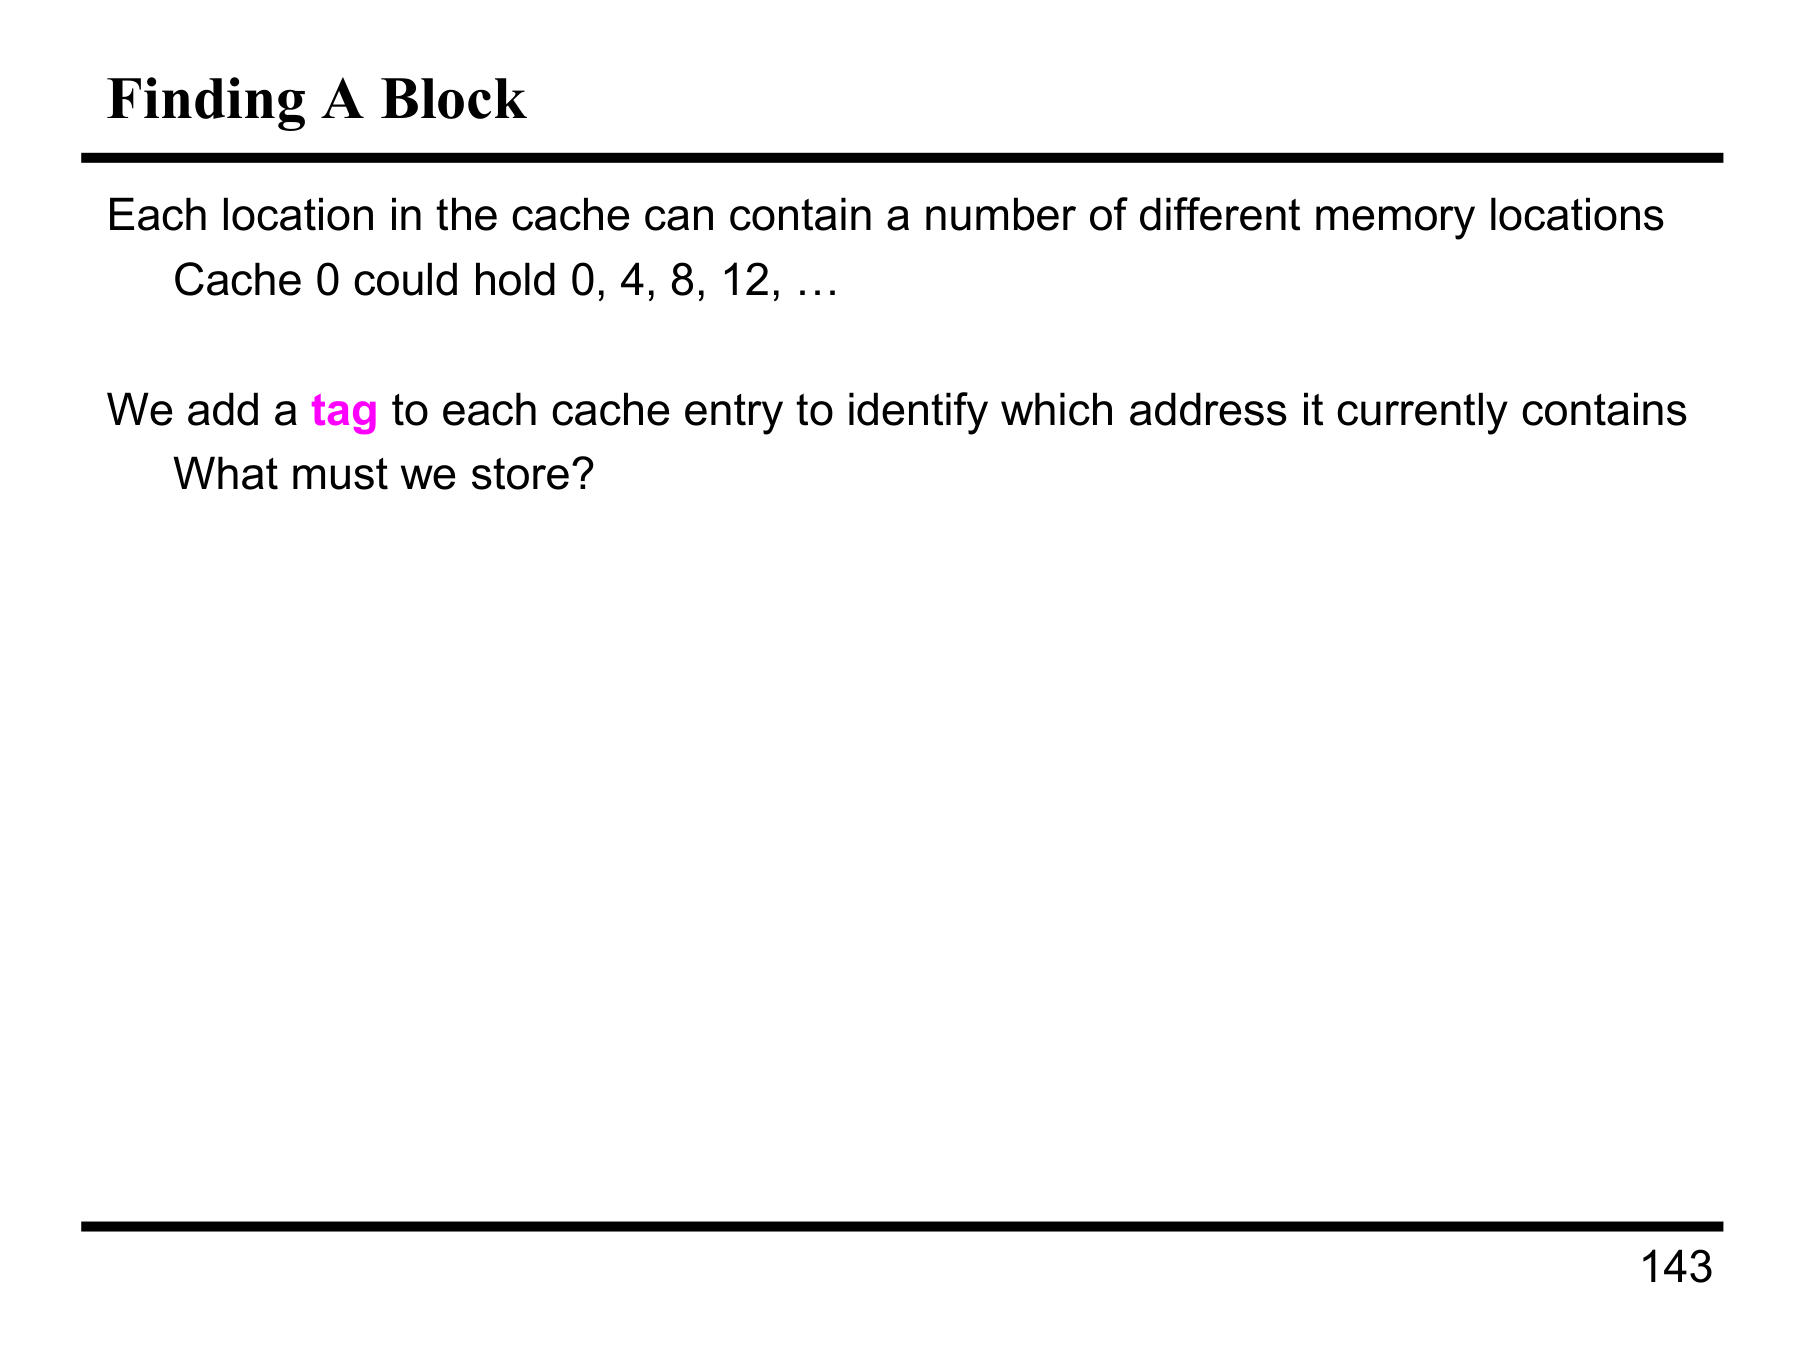 Finding A Block
Each location in the cache can contain a number of different memory locations
Cache 0 could hold 0, 4, 8, 12, …
We add a tag to each cache entry to identify which address it currently contains
What must we store?
143